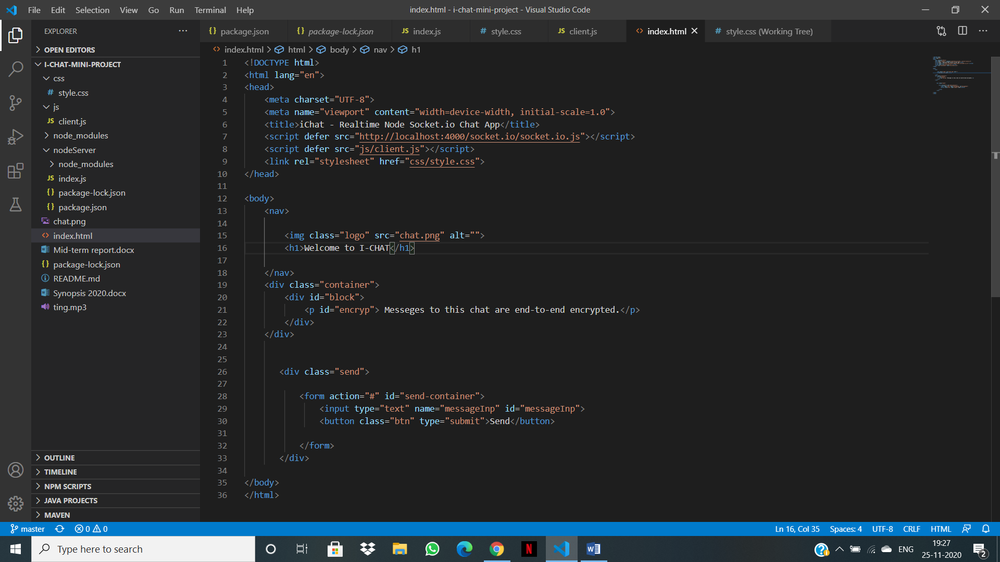 File Edit Selection View Go Run Terminal Help
index.html - i-chat-mini-project - Visual Studio Code
EXPLORER
package.json package-lock.json index.js style.css client.js index.html style.css (Working Tree)
OPEN EDITORS
index.html > html > body > nav > h1
I-CHAT-MINI-PROJECT
css
style.css
js
client.js
node_modules
nodeServer
node_modules
index.js
package-lock.json
package.json
chat.png
index.html
Mid-term report.docx
package-lock.json
README.md
Synopsis 2020.docx
ting.mp3
OUTLINE
TIMELINE
NPM SCRIPTS
JAVA PROJECTS
MAVEN
1 <!DOCTYPE html>
2 <html lang="en">
3 <head>
4 <meta charset="UTF-8">
5 <meta name="viewport" content="width=device-width, initial-scale=1.0">
6 <title>iChat - Realtime Node Socket.io Chat App</title>
7 <script defer src="http://localhost:4000/socket.io/socket.io.js"></script>
8 <script defer src="js/client.js"></script>
9 <link rel="stylesheet" href="css/style.css">
10 </head>
11
12 <body>
13 <nav>
14
15 <img class="logo" src="chat.png" alt="">
16 <h1>Welcome to I-CHAT</h1>
17
18 </nav>
19 <div class="container">
20 <div id="block">
21 <p id="encryp"> Messeges to this chat are end-to-end encrypted.</p>
22 </div>
23 </div>
24
25
26 <div class="send">
27
28 <form action="#" id="send-container">
29 <input type="text" name="messageInp" id="messageInp">
30 <button class="btn" type="submit">Send</button>
31
32 </form>
33 </div>
34
35 </body>
36 </html>
master 0 0 Ln 16, Col 35 Spaces: 4 UTF-8 CRLF HTML
Type here to search
ENG
19:27
25-11-2020
2